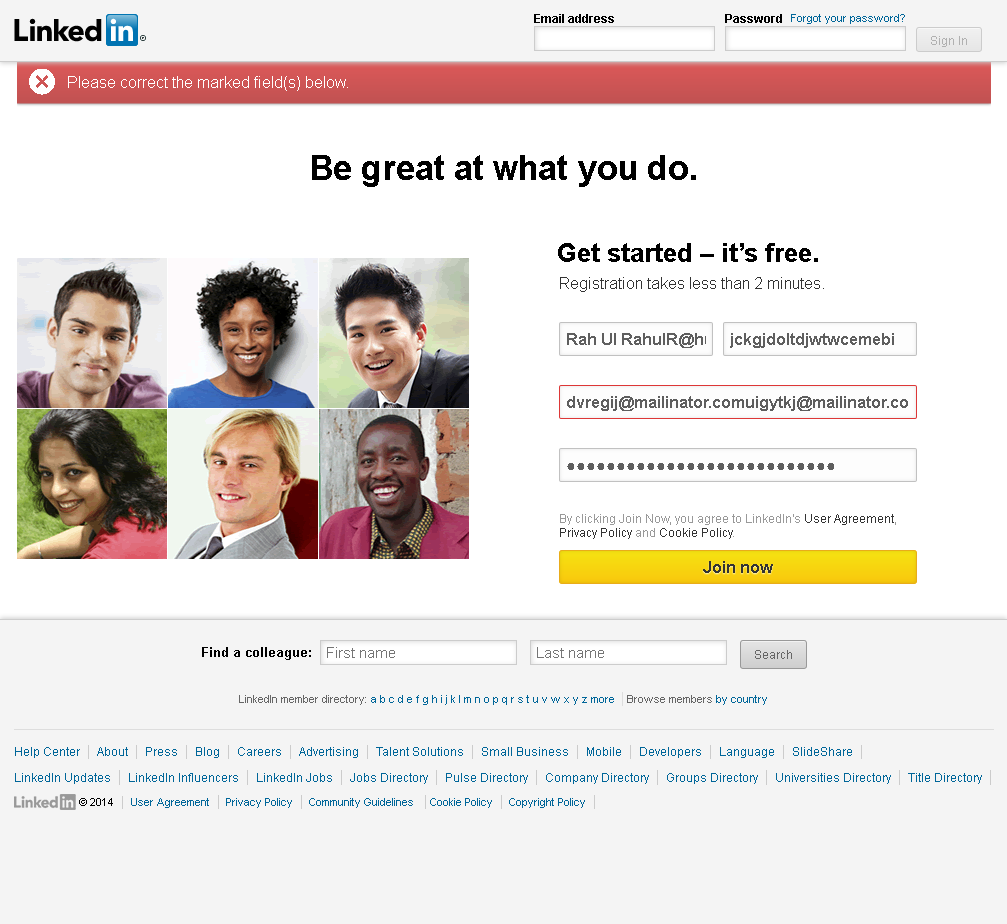 Linked in ®
Email address
Password Forgot your password?
Sign In
Please correct the marked field(s) below.
Be great at what you do.
Get started – it’s free.
Registration takes less than 2 minutes.
Rah Ul RahulR@h jckgjdoltdjwtwcemebi
dvregij@mailinator.comuigytkj@mailinator.co
••••••••••••••••••••••••••
By clicking Join Now, you agree to LinkedIn's User Agreement,
Privacy Policy and Cookie Policy.
Join now
Find a colleague: First name Last name Search
LinkedIn member directory: a b c d e f g h i j k l m n o p q r s t u v w x y z more Browse members by country
Help Center About Press Blog Careers Advertising Talent Solutions Small Business Mobile Developers Language SlideShare
LinkedIn Updates LinkedIn Influencers LinkedIn Jobs Jobs Directory Pulse Directory Company Directory Groups Directory Universities Directory Title Directory
Linked in © 2014 User Agreement Privacy Policy Community Guidelines Cookie Policy Copyright Policy